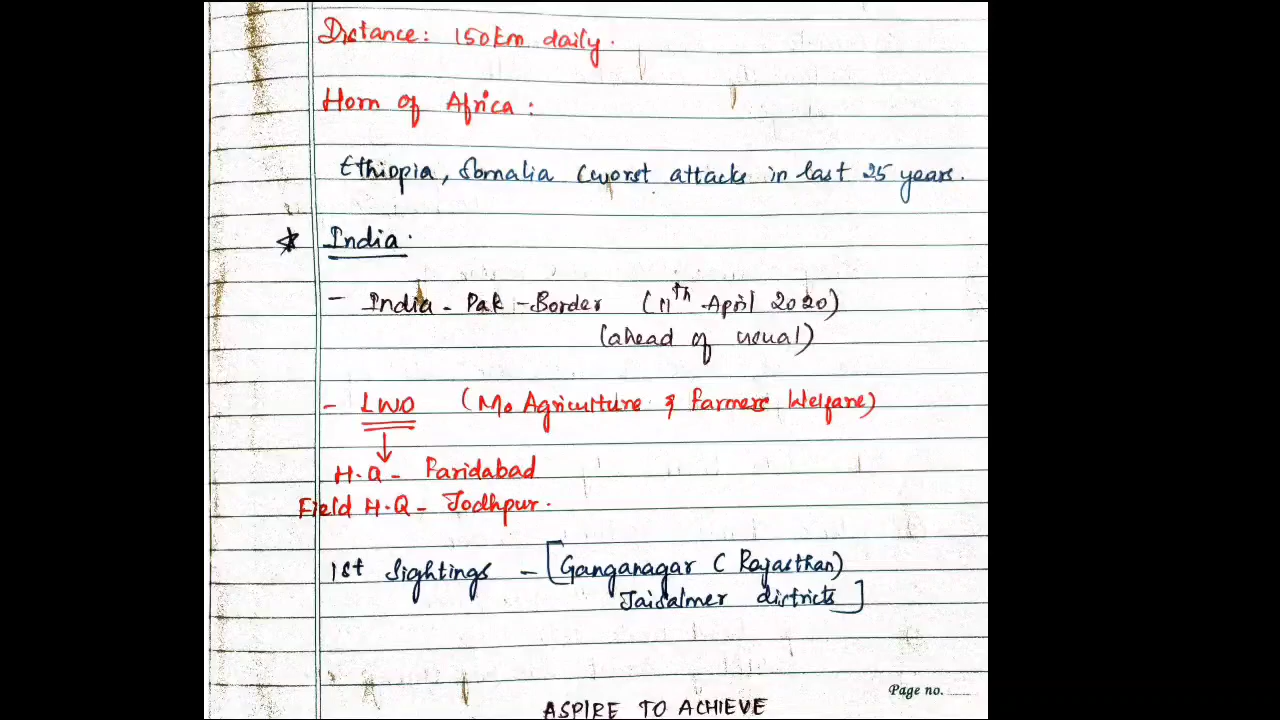 Distance: 150km daily.
Horn of Africa:
Ethiopia, Somalia (worst attacks in last 25 years.
* India.
- India - Pak - Border (11th April 2020)
(ahead of usual)
- LWO (Mo Agriculture & Farmers Welfare)
↓
H.Q - Faridabad
Field H.Q - Jodhpur.
1st Sightings - [Ganganagar ( Rajasthan)
Jaisalmer districts]
Page no.
ASPIRE TO ACHIEVE